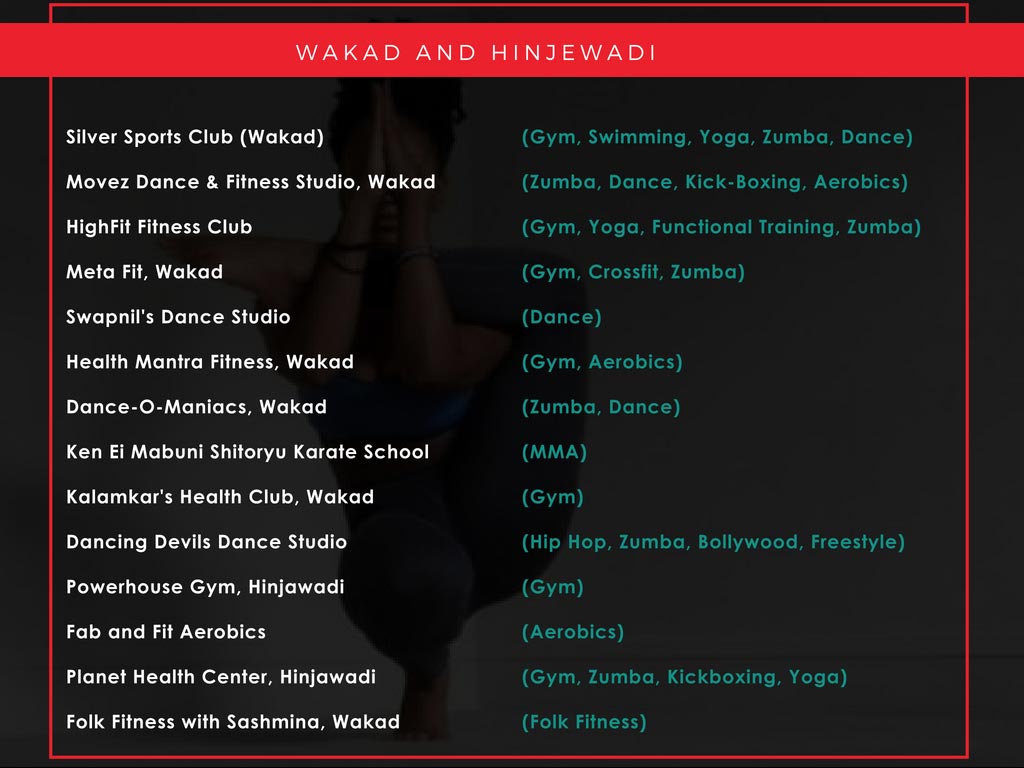 WAKAD AND HINJEWADI
Silver Sports Club (Wakad) (Gym, Swimming, Yoga, Zumba, Dance)
Movez Dance & Fitness Studio, Wakad (Zumba, Dance, Kick-Boxing, Aerobics)
HighFit Fitness Club (Gym, Yoga, Functional Training, Zumba)
Meta Fit, Wakad (Gym, Crossfit, Zumba)
Swapnil's Dance Studio (Dance)
Health Mantra Fitness, Wakad (Gym, Aerobics)
Dance-O-Maniacs, Wakad (Zumba, Dance)
Ken Ei Mabuni Shitoryu Karate School (MMA)
Kalamkar's Health Club, Wakad (Gym)
Dancing Devils Dance Studio (Hip Hop, Zumba, Bollywood, Freestyle)
Powerhouse Gym, Hinjawadi (Gym)
Fab and Fit Aerobics (Aerobics)
Planet Health Center, Hinjawadi (Gym, Zumba, Kickboxing, Yoga)
Folk Fitness with Sashmina, Wakad (Folk Fitness)